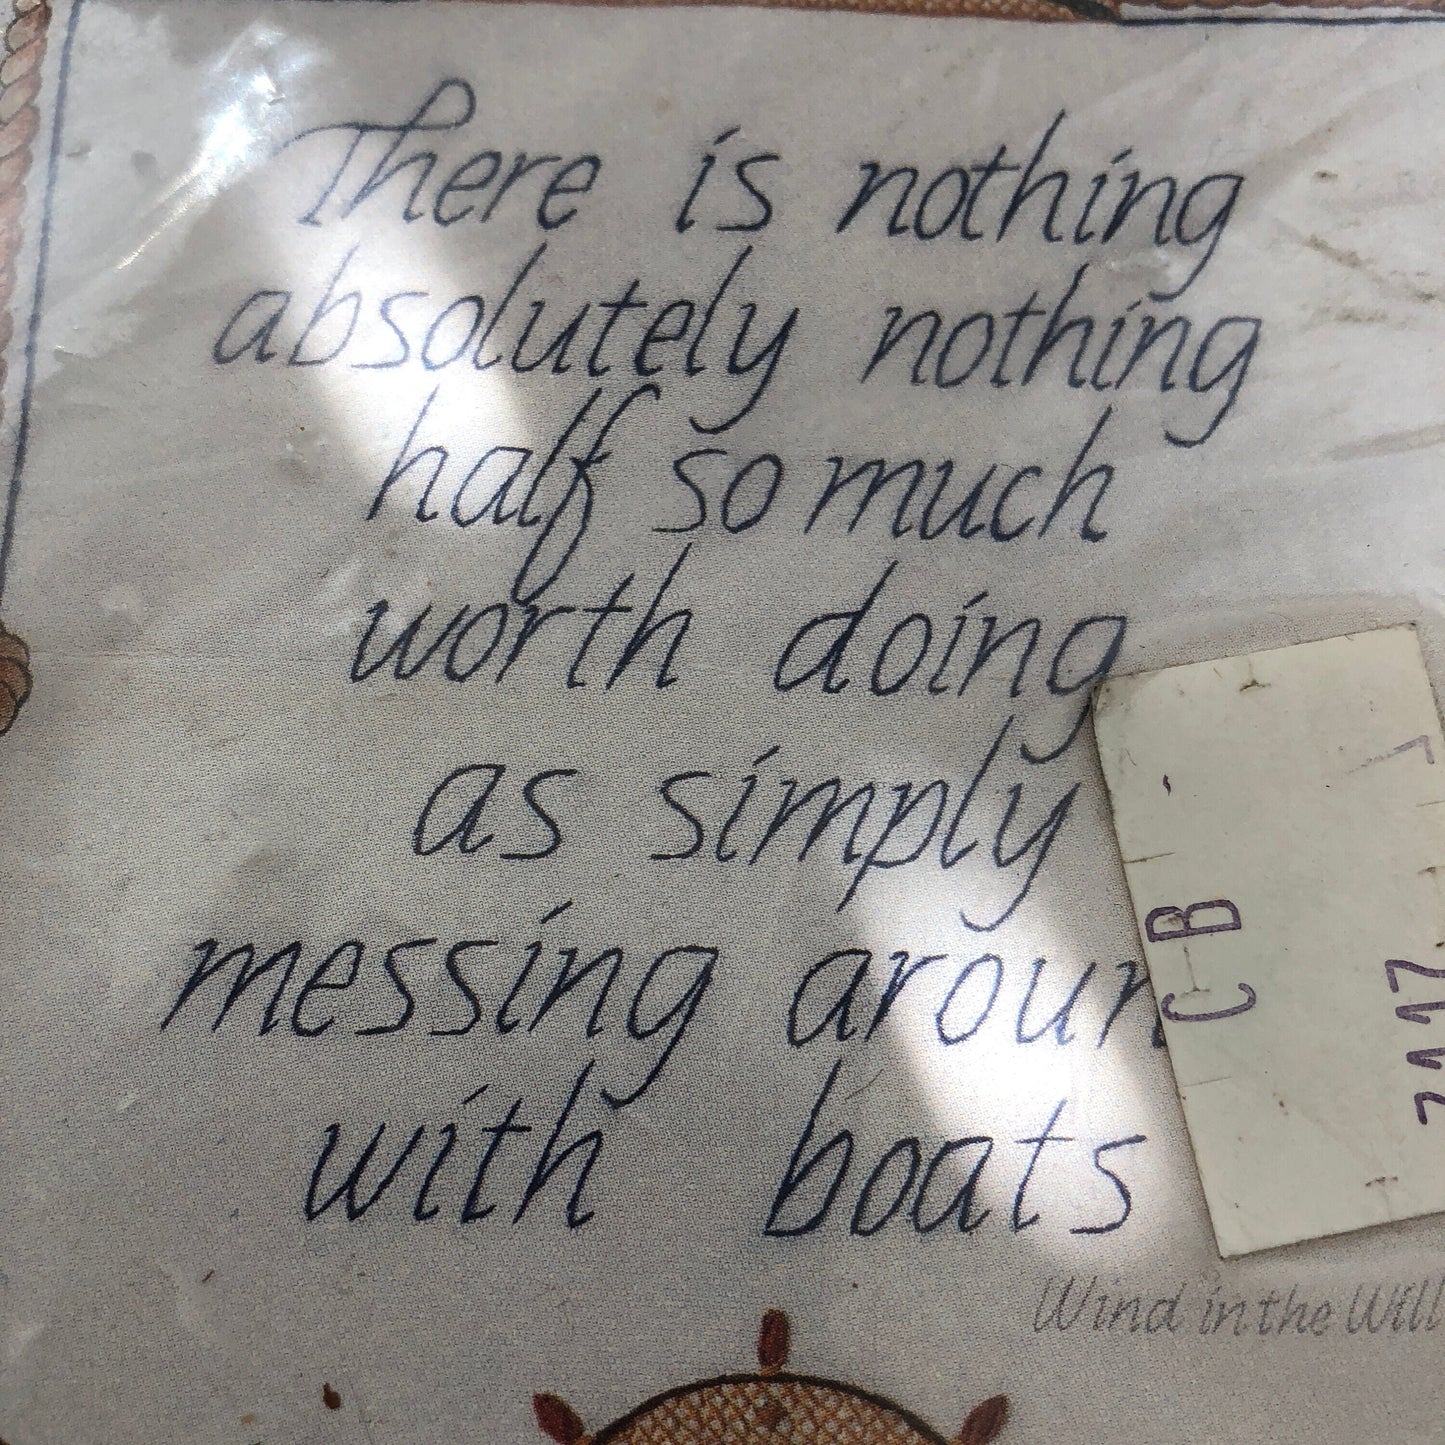 There is nothing
absolutely nothing
half so much
worth doing
as simply
messing aroun
with boats
Wind in the Will
CB